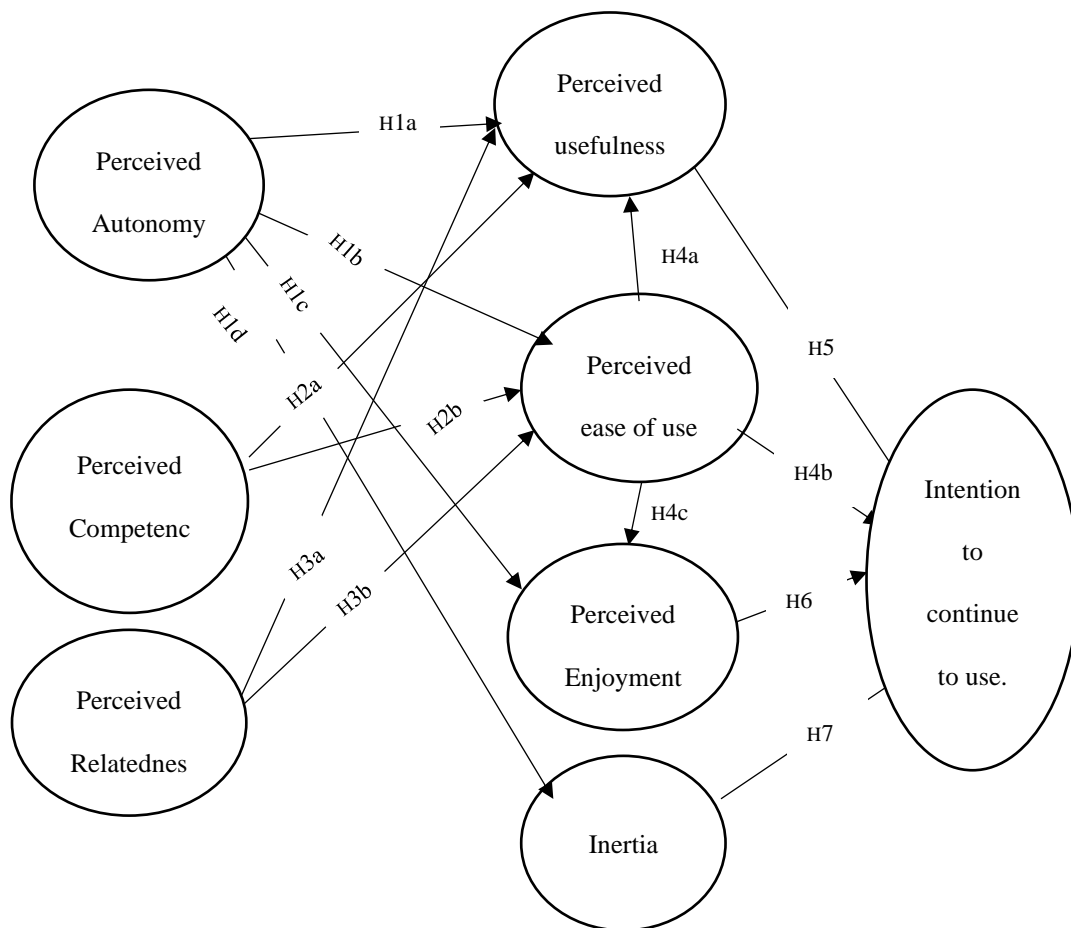 Perceived
usefulness
Perceived
Autonomy
H1a
H1b
H1c
H1d
H4a
Perceived
ease of use
H5
H2a
H2b
H4b
Perceived
Competenc
Intention
to
continue
to use.
H4c
H3a
H3b
H6
Perceived
Enjoyment
Perceived
Relatednes
H7
Inertia